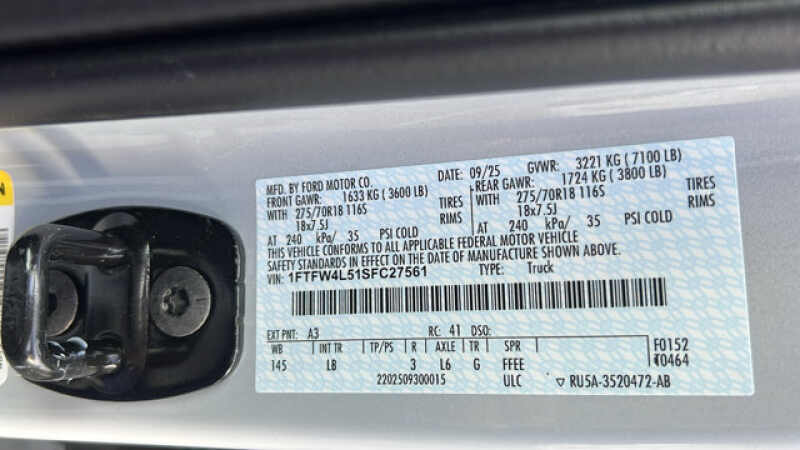 MFD. BY FORD MOTOR CO. DATE: 09/25 GVWR: 3221 KG ( 7100 LB)
FRONT GAWR: 1633 KG ( 3600 LB) REAR GAWR: 1724 KG ( 3800 LB)
WITH 275/70R18 116S TIRES WITH 275/70R18 116S TIRES
18x7.5J RIMS 18x7.5J RIMS
AT 240 kPa/ 35 PSI COLD AT 240 kPa/ 35 PSI COLD
THIS VEHICLE CONFORMS TO ALL APPLICABLE FEDERAL MOTOR VEHICLE
SAFETY STANDARDS IN EFFECT ON THE DATE OF MANUFACTURE SHOWN ABOVE.
VIN: 1FTFW4L51SFC27561 TYPE: Truck
EXT PNT: A3 RC: 41 DSO: F0152
WB INT TR TP/PS R AXLE TR SPR T0464
145 LB 3 L6 G FFEE
2202509300015 ULC ▽ RU5A-3520472-AB